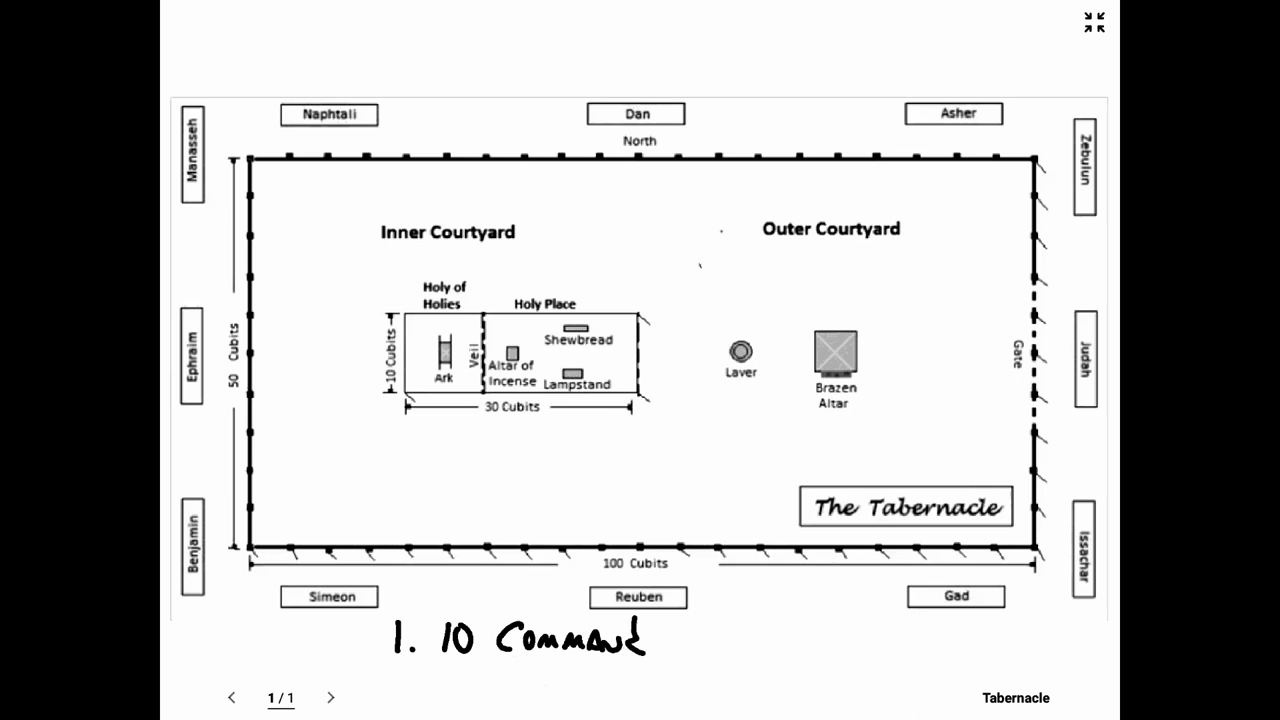 Naphtali
Dan
Asher
North
Manasseh
Zebulun
Inner Courtyard
Outer Courtyard
Holy of
Holies
Holy Place
50 Cubits
Ephraim
10 Cubits
Ark
Veil
Shewbread
Altar of
Incense
Lampstand
30 Cubits
Laver
Brazen
Altar
Gate
Judah
The Tabernacle
Benjamin
Issachar
100 Cubits
Simeon
Reuben
Gad
1. 10 Command
1 / 1
Tabernacle